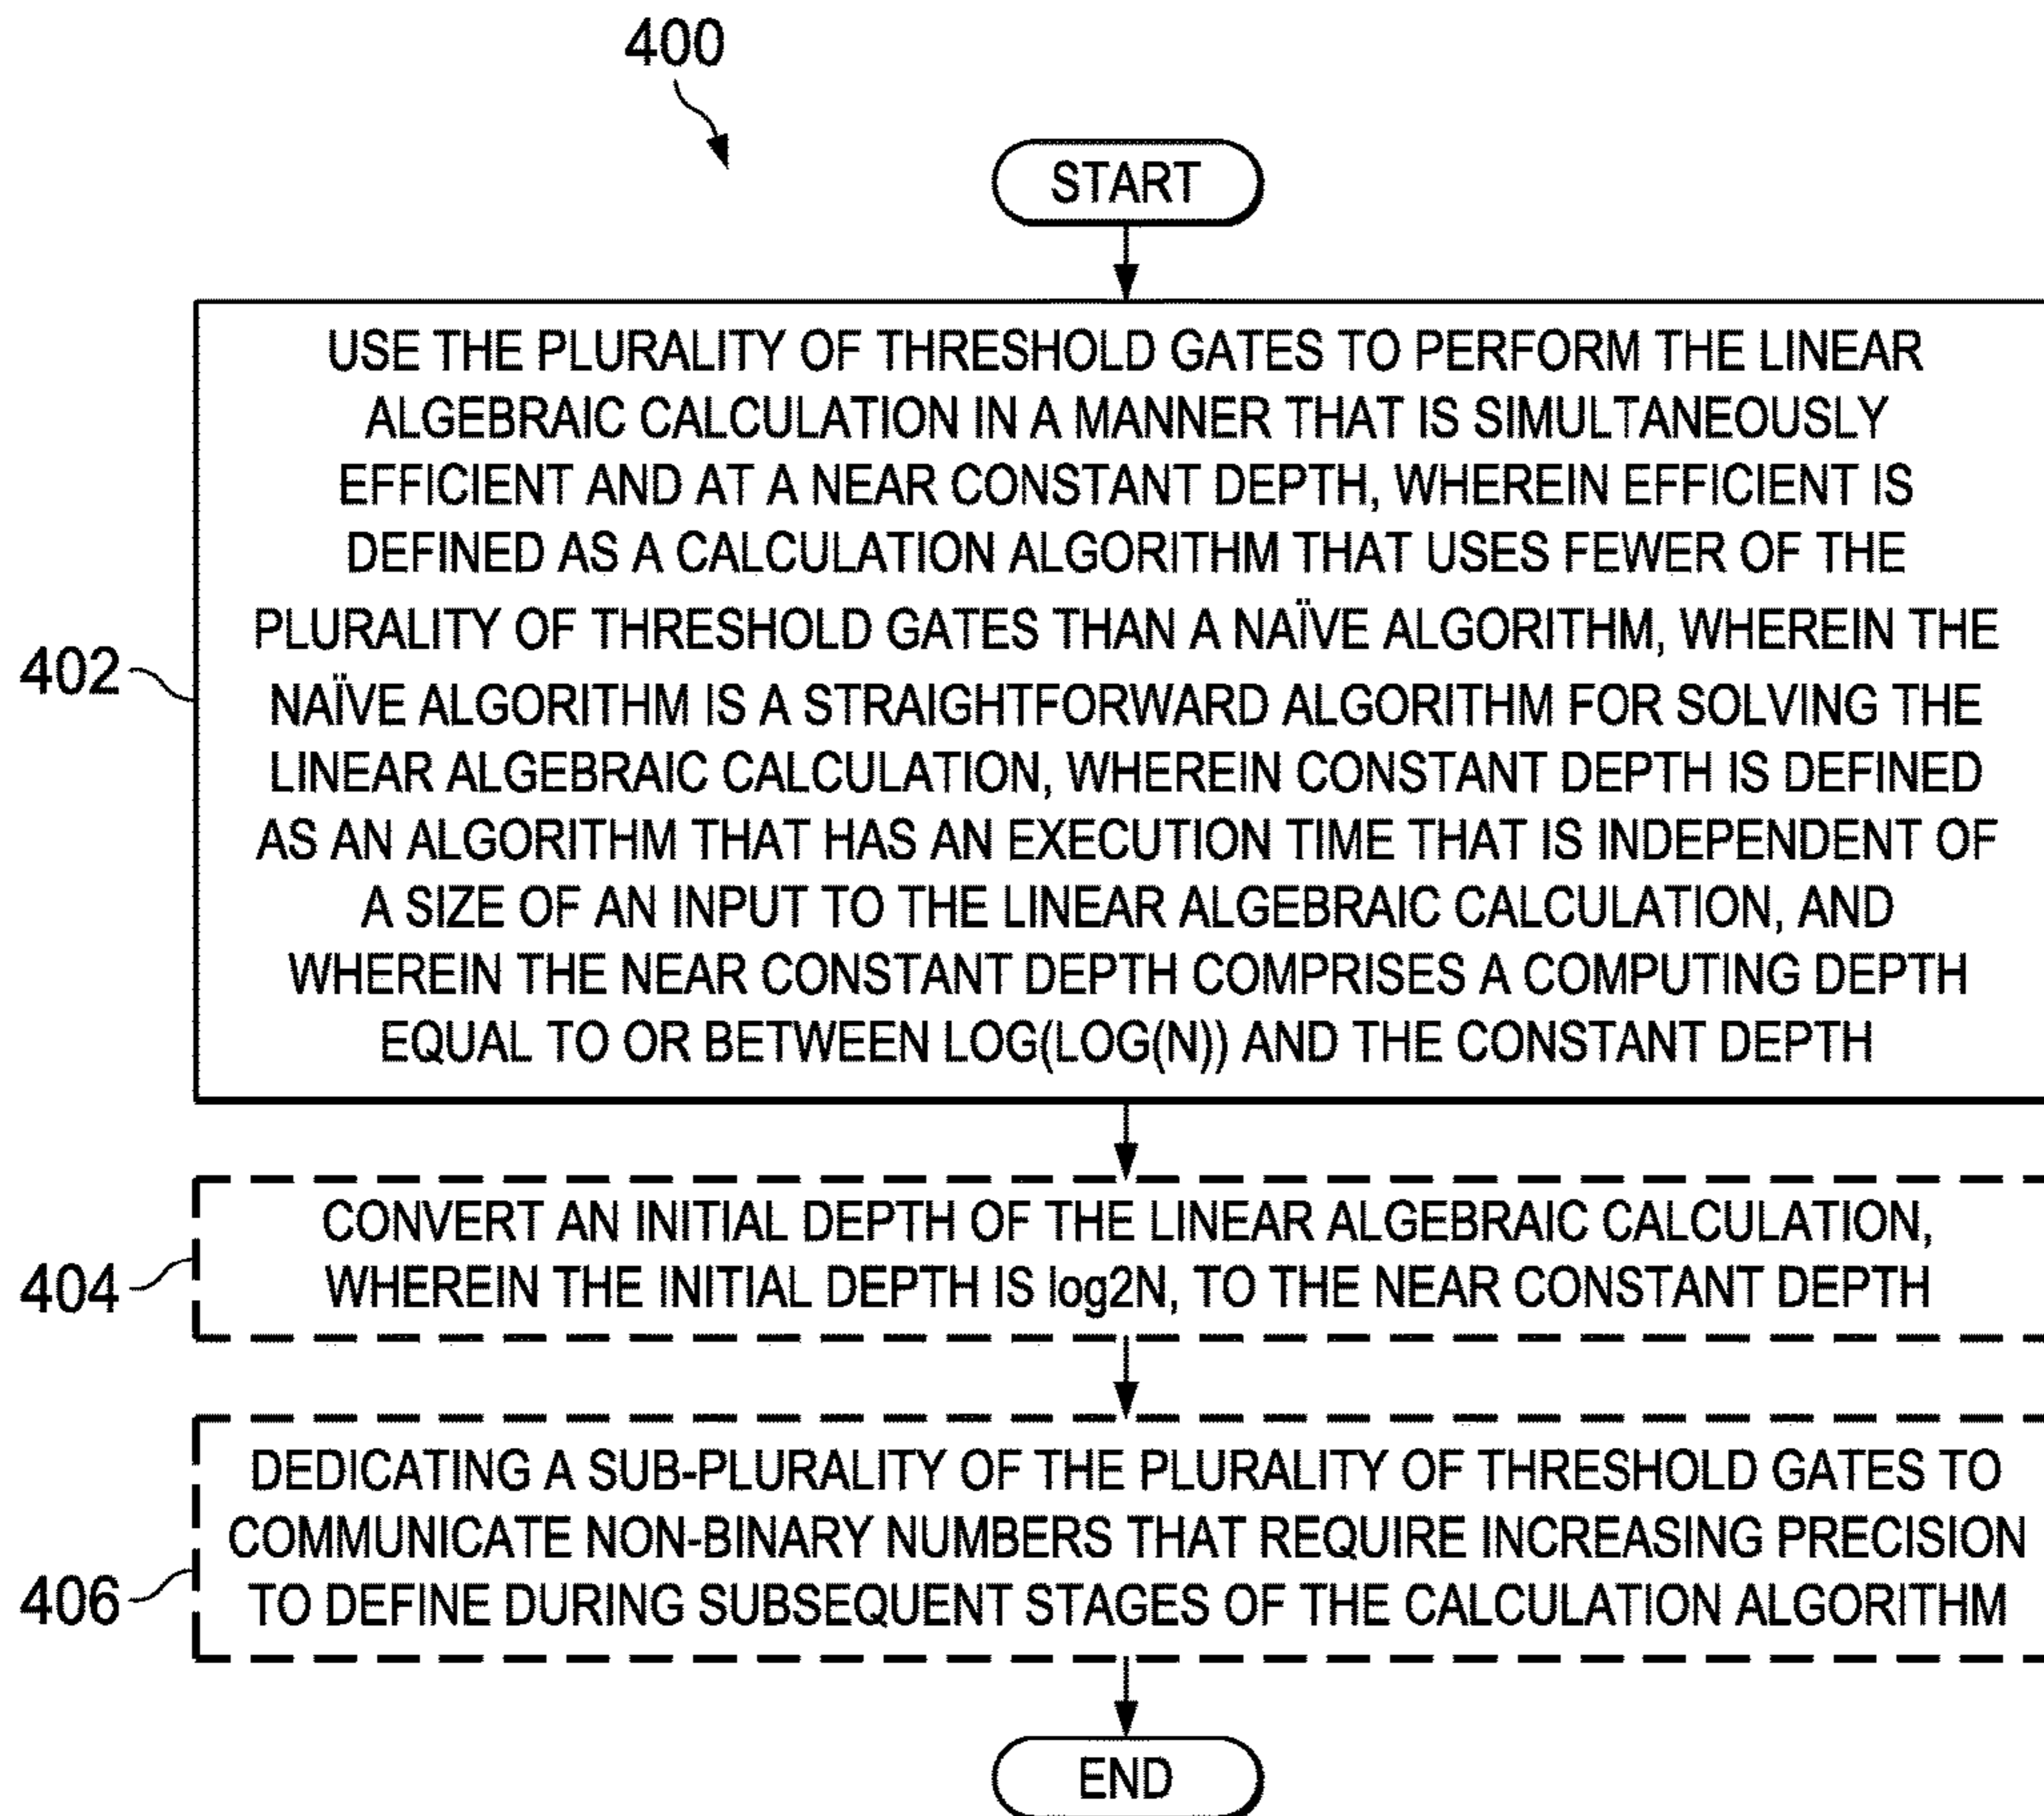 400
START
USE THE PLURALITY OF THRESHOLD GATES TO PERFORM THE LINEAR
ALGEBRAIC CALCULATION IN A MANNER THAT IS SIMULTANEOUSLY
EFFICIENT AND AT A NEAR CONSTANT DEPTH, WHEREIN EFFICIENT IS
DEFINED AS A CALCULATION ALGORITHM THAT USES FEWER OF THE
PLURALITY OF THRESHOLD GATES THAN A NAÏVE ALGORITHM, WHEREIN THE
402
NAÏVE ALGORITHM IS A STRAIGHTFORWARD ALGORITHM FOR SOLVING THE
LINEAR ALGEBRAIC CALCULATION, WHEREIN CONSTANT DEPTH IS DEFINED
AS AN ALGORITHM THAT HAS AN EXECUTION TIME THAT IS INDEPENDENT OF
A SIZE OF AN INPUT TO THE LINEAR ALGEBRAIC CALCULATION, AND
WHEREIN THE NEAR CONSTANT DEPTH COMPRISES A COMPUTING DEPTH
EQUAL TO OR BETWEEN LOG(LOG(N)) AND THE CONSTANT DEPTH
CONVERT AN INITIAL DEPTH OF THE LINEAR ALGEBRAIC CALCULATION,
404
WHEREIN THE INITIAL DEPTH IS log2N, TO THE NEAR CONSTANT DEPTH
DEDICATING A SUB-PLURALITY OF THE PLURALITY OF THRESHOLD GATES TO
COMMUNICATE NON-BINARY NUMBERS THAT REQUIRE INCREASING PRECISION
406
TO DEFINE DURING SUBSEQUENT STAGES OF THE CALCULATION ALGORITHM
END